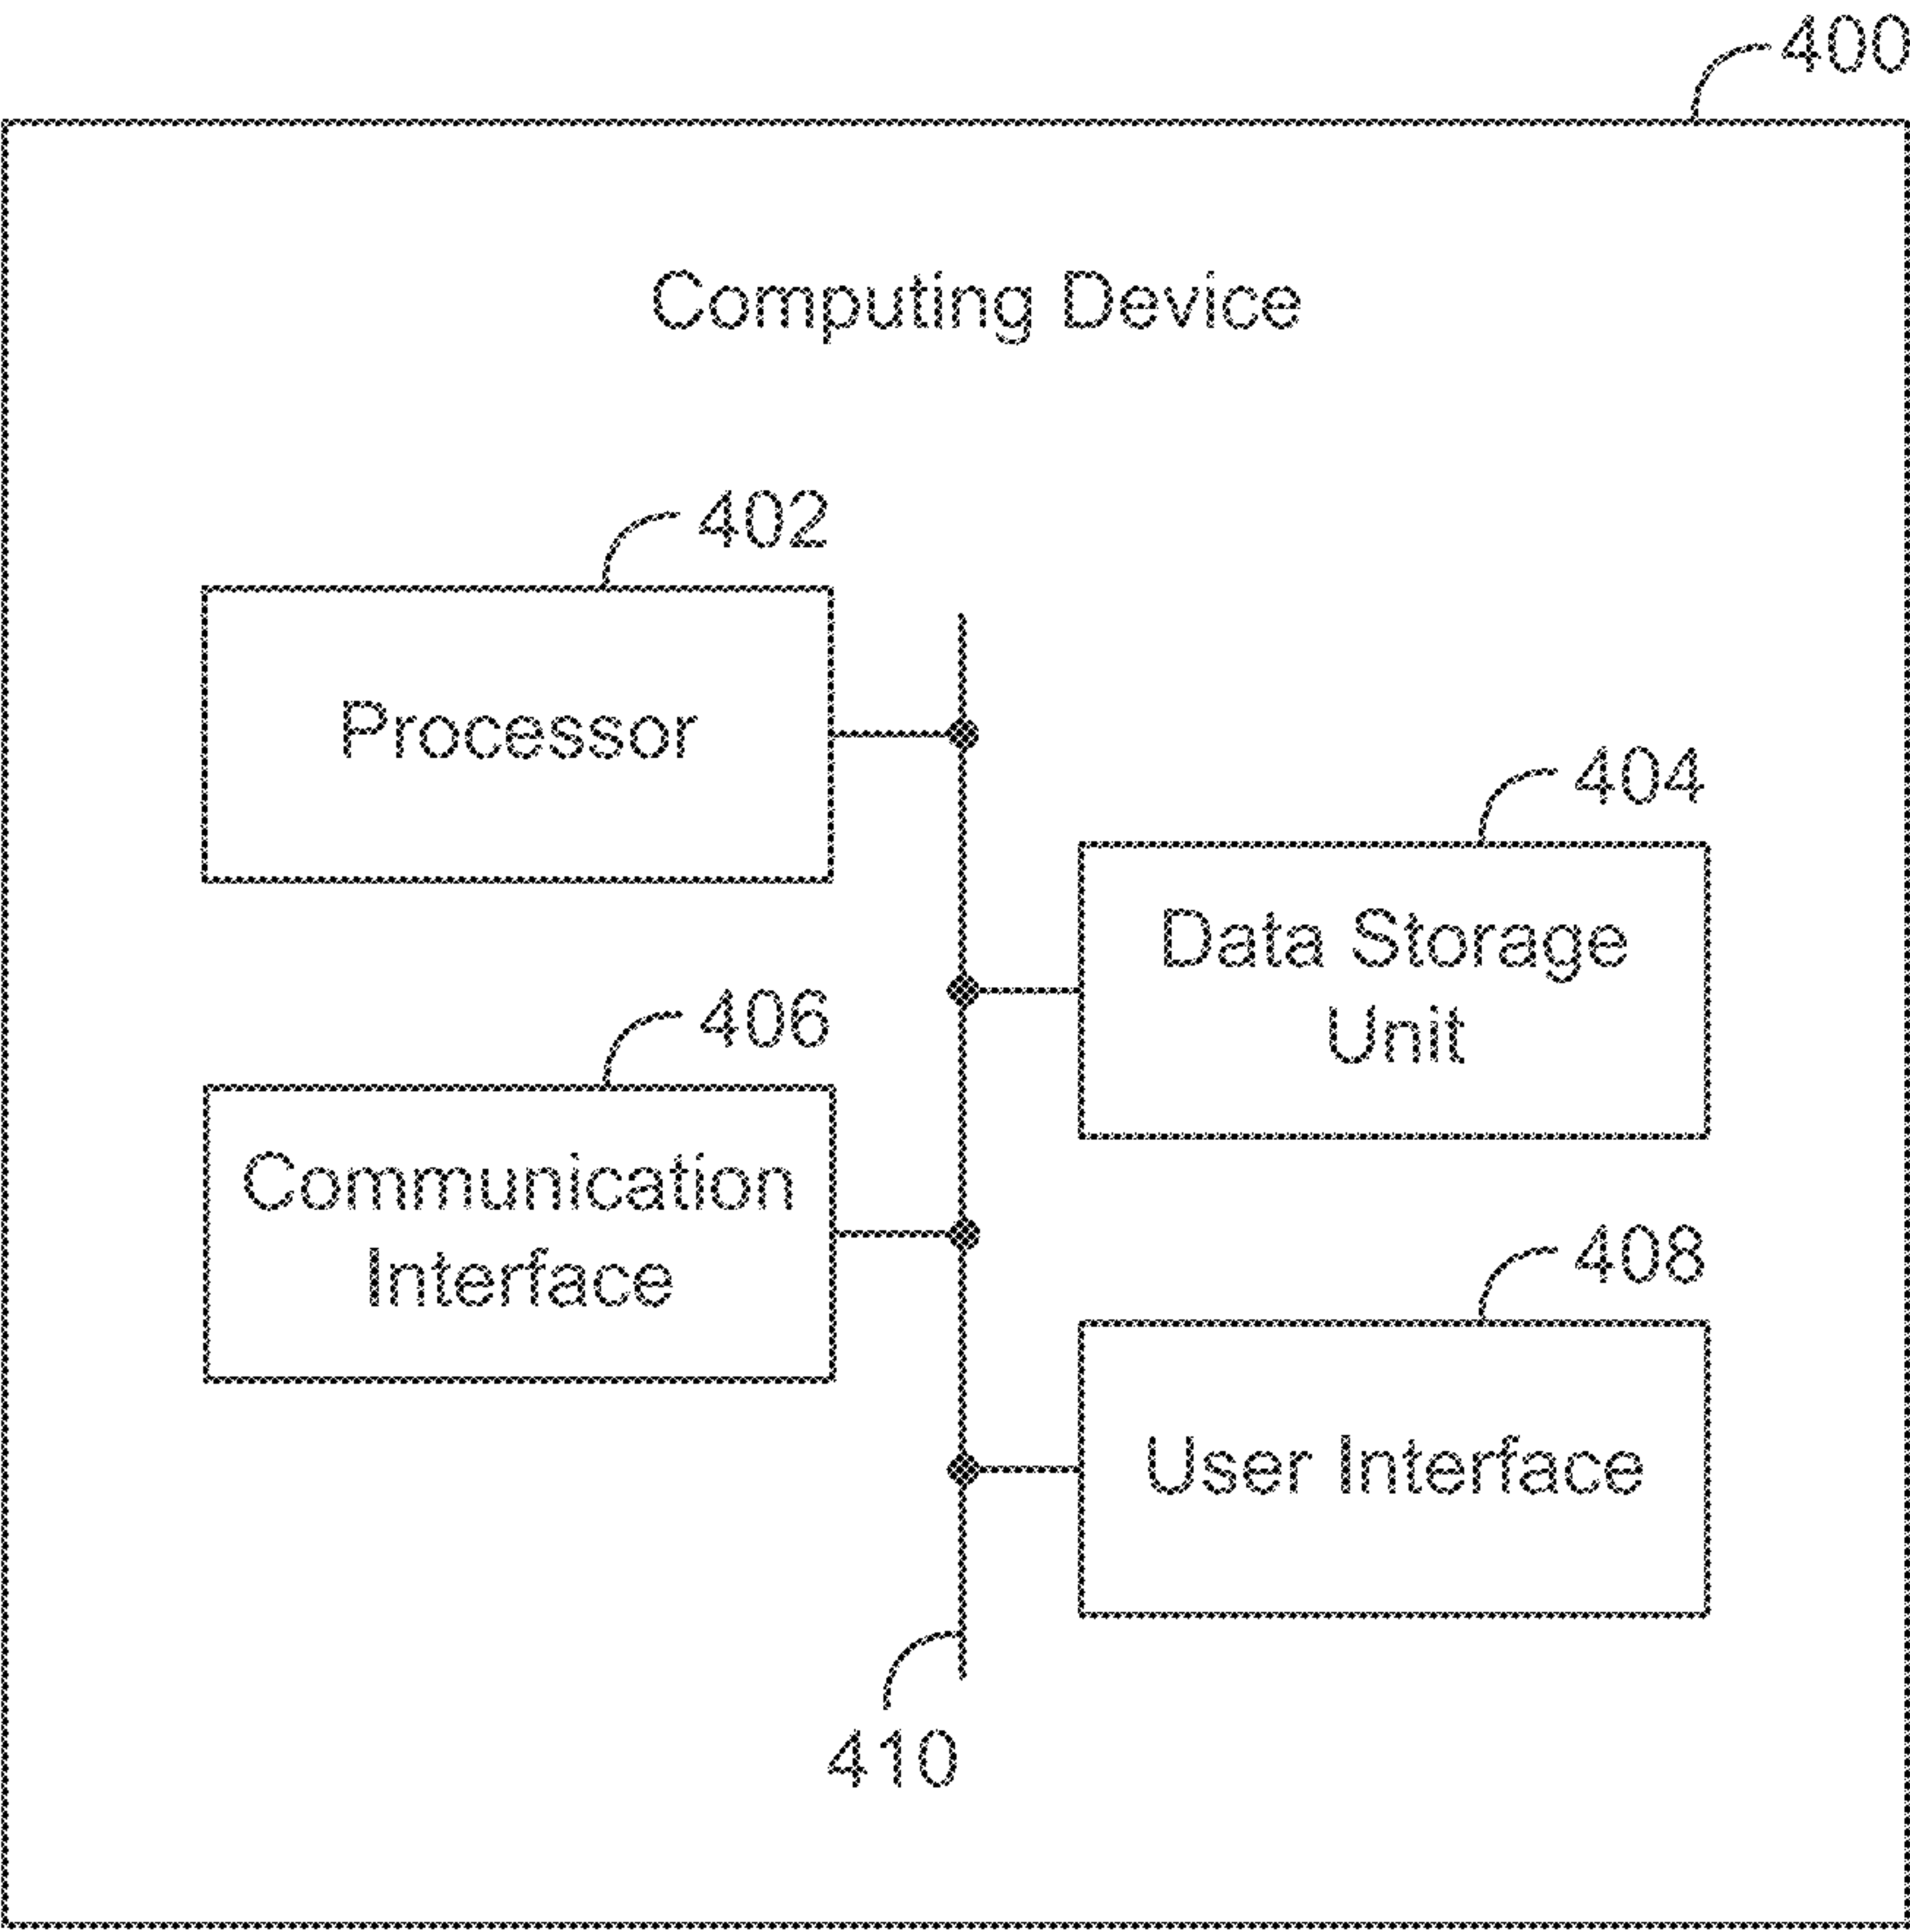 400
Computing Device
402
Processor
404
Data Storage
Unit
406
Communication
Interface
408
User Interface
410